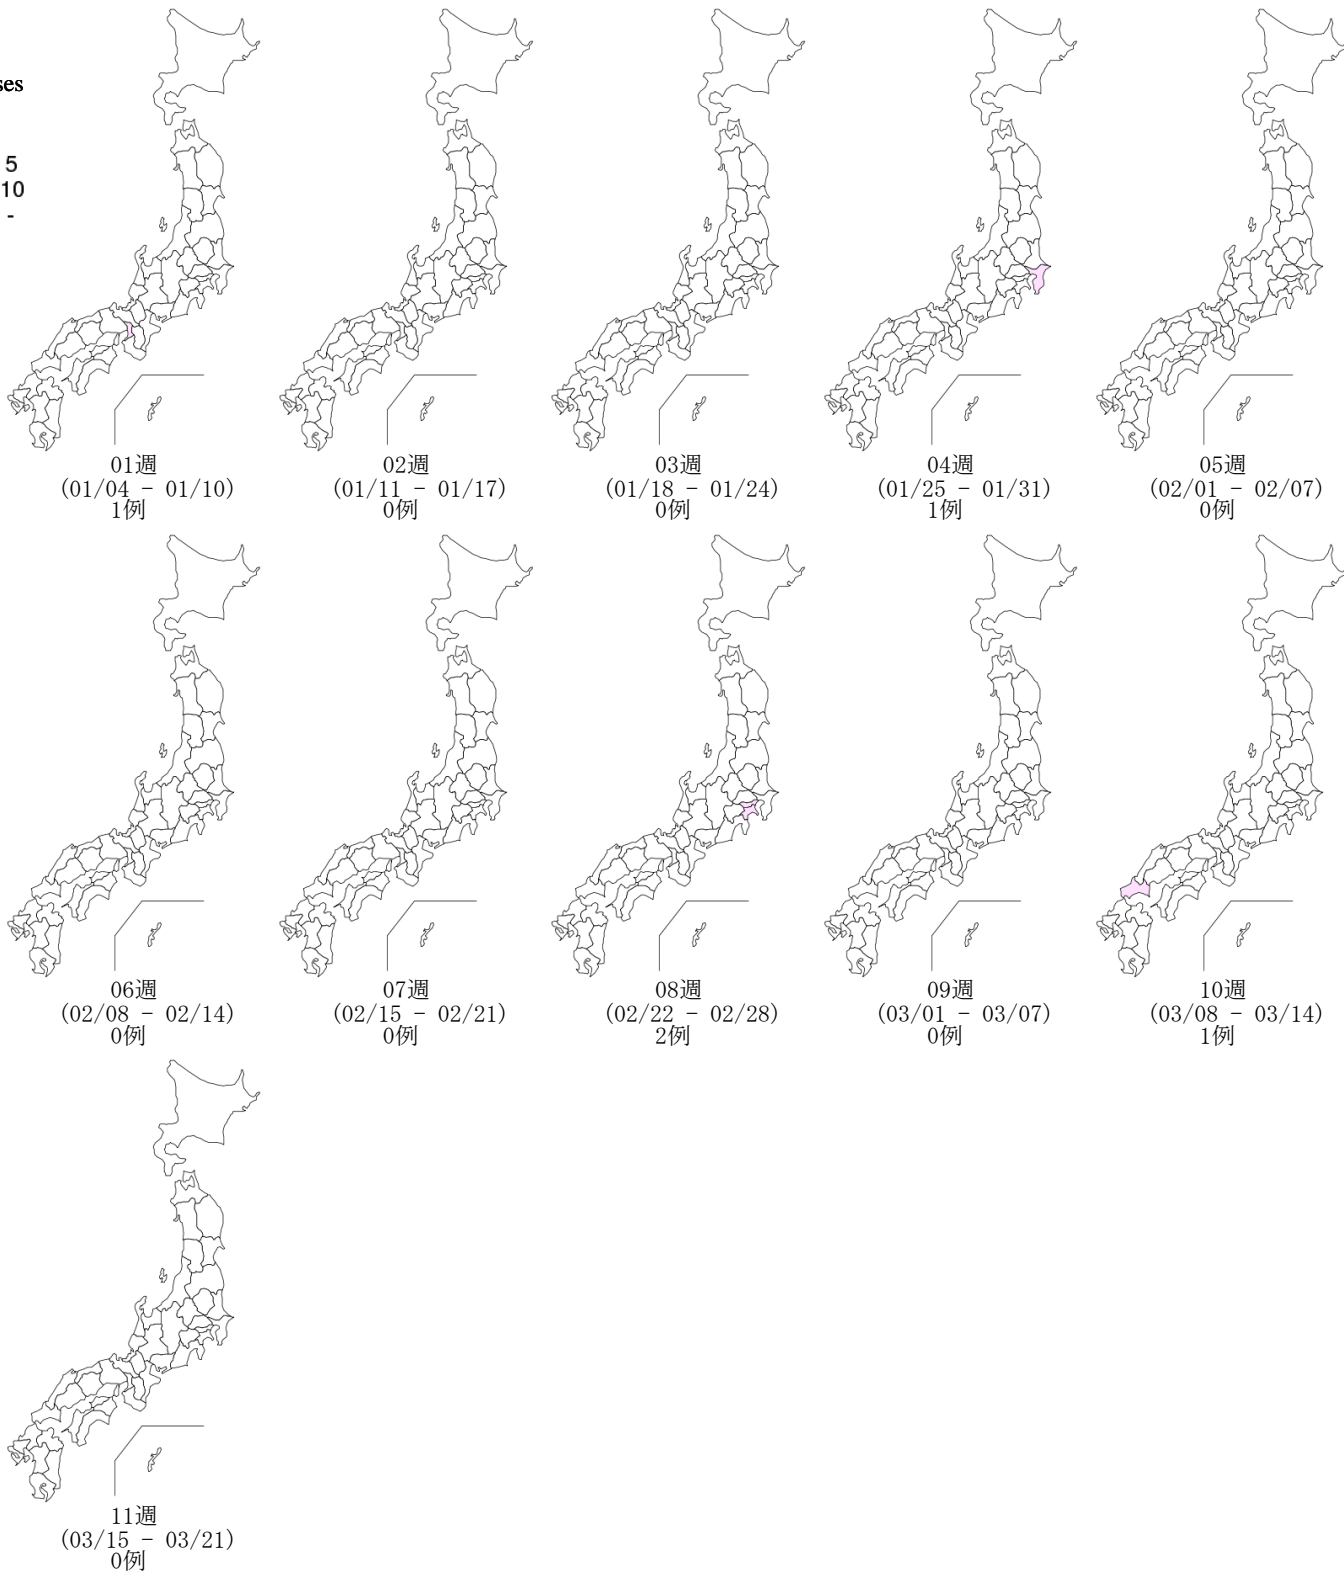 5
10
-
01週
(01/04 - 01/10)
1例
02週
(01/11 - 01/17)
0例
03週
(01/18 - 01/24)
0例
04週
(01/25 - 01/31)
1例
05週
(02/01 - 02/07)
0例
06週
(02/08 - 02/14)
0例
07週
(02/15 - 02/21)
0例
08週
(02/22 - 02/28)
2例
09週
(03/01 - 03/07)
0例
10週
(03/08 - 03/14)
1例
11週
(03/15 - 03/21)
0例